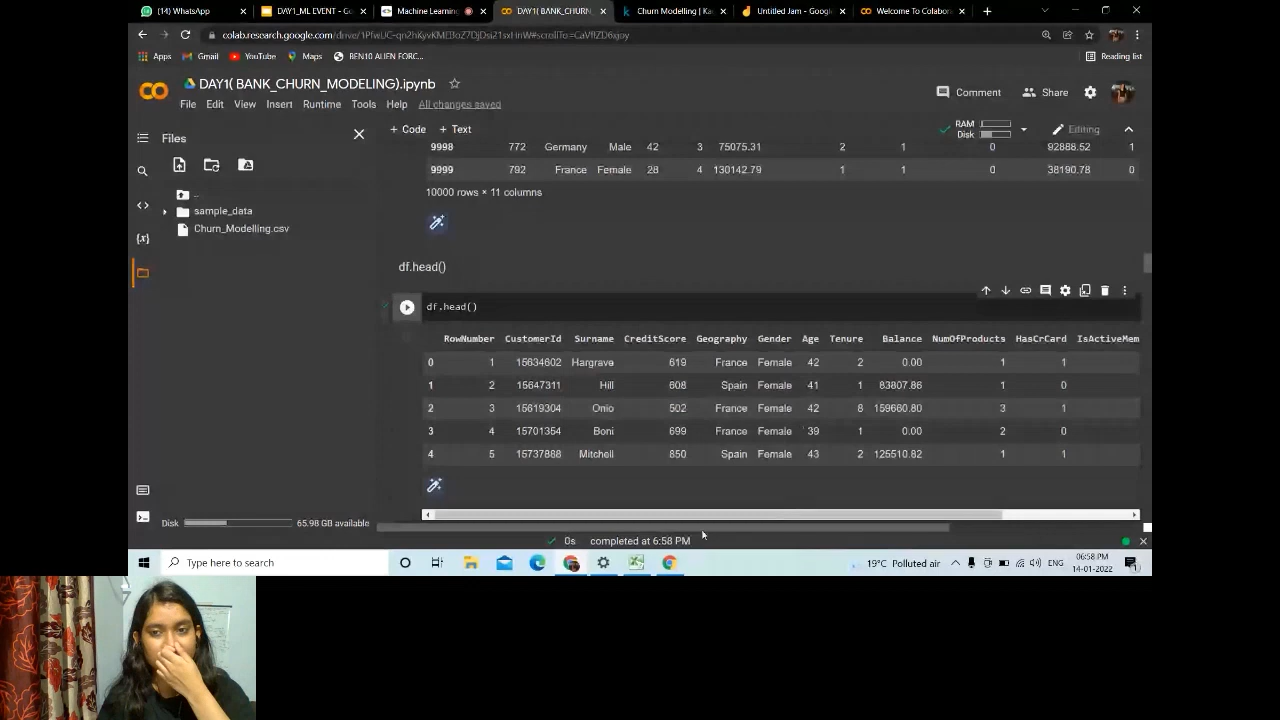 (14) WhatsApp
DAY1_ML EVENT - G
Machine Learning
DAY1( BANK_CHURN
Churn Modelling | Ka
Untitled Jam - Google
Welcome To Colabora
colab.research.google.com/drive/
Apps
Gmail
YouTube
Maps
BEN10 ALIEN FORC...
Reading list
DAY1( BANK_CHURN_MODELING).ipynb
File Edit View Insert Runtime Tools Help All changes saved
Comment
Share
Files
+ Code + Text
RAM
Disk
Editing
..
sample_data
Churn_Modelling.csv
9998 772 Germany Male 42 3 75075.31 2 1 0 92888.52 1
9999 792 France Female 28 4 130142.79 1 1 0 38190.78 0
10000 rows × 11 columns
df.head()
df.head()
RowNumber CustomerId Surname CreditScore Geography Gender Age Tenure Balance NumOfProducts HasCrCard IsActiveMem
0 1 15634602 Hargrave 619 France Female 42 2 0.00 1 1
1 2 15647311 Hill 608 Spain Female 41 1 83807.86 1 0
2 3 15619304 Onio 502 France Female 42 8 159660.80 3 1
3 4 15701354 Boni 699 France Female 39 1 0.00 2 0
4 5 15737888 Mitchell 850 Spain Female 43 2 125510.82 1 1
Disk 65.98 GB available
0s completed at 6:58 PM
Type here to search
19°C Polluted air
ENG
06:58 PM
14-01-2022